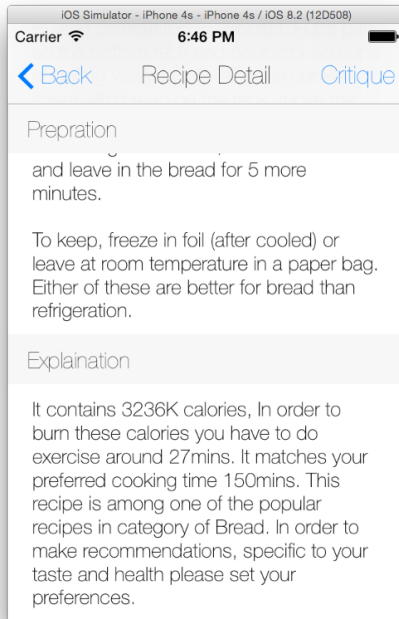 iOS Simulator - iPhone 4s - iPhone 4s / iOS 8.2 (12D508)
Carrier 6:46 PM
Back Recipe Detail Critique
Prepration
and leave in the bread for 5 more
minutes.
To keep, freeze in foil (after cooled) or
leave at room temperature in a paper bag.
Either of these are better for bread than
refrigeration.
Explaination
It contains 3236K calories, In order to
burn these calories you have to do
exercise around 27mins. It matches your
preferred cooking time 150mins. This
recipe is among one of the popular
recipes in category of Bread. In order to
make recommendations, specific to your
taste and health please set your
preferences.